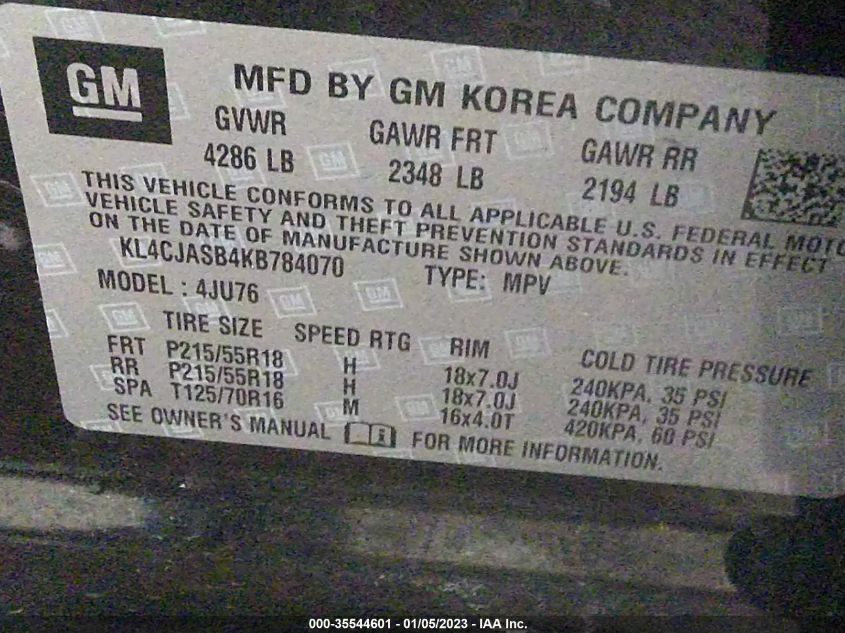 GM
MFD BY GM KOREA COMPANY
GVWR GAWR FRT GAWR RR
4286 LB 2348 LB 2194 LB
THIS VEHICLE CONFORMS TO ALL APPLICABLE U.S. FEDERAL MOTO
VEHICLE SAFETY AND THEFT PREVENTION STANDARDS IN EFFECT
ON THE DATE OF MANUFACTURE SHOWN ABOVE.
KL4CJASB4KB784070 TYPE: MPV
MODEL : 4JU76
TIRE SIZE SPEED RTG RIM COLD TIRE PRESSURE
FRT P215/55R18 H 18x7.0J 240KPA, 35 PSI
RR P215/55R18 H 18x7.0J 240KPA, 35 PSI
SPA T125/70R16 M 16x4.0T 420KPA, 60 PSI
SEE OWNER'S MANUAL FOR MORE INFORMATION.
000-35544601 - 01/05/2023 - IAA Inc.